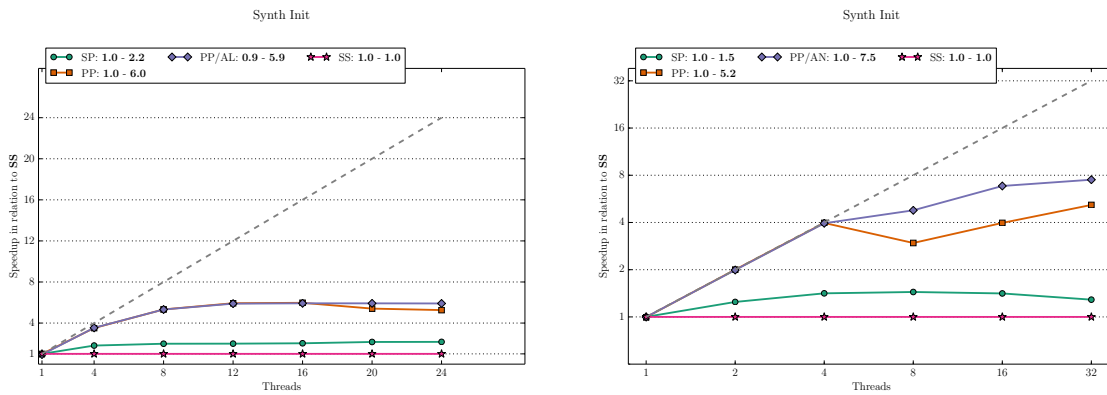 Synth Init
SP: 1.0 - 2.2 PP/AL: 0.9 - 5.9 SS: 1.0 - 1.0
PP: 1.0 - 6.0
24
20
16
12
8
4
1
Speedup in relation to SS
1 4 8 12 16 20 24
Threads
Synth Init
SP: 1.0 - 1.5 PP/AN: 1.0 - 7.5 SS: 1.0 - 1.0
PP: 1.0 - 5.2
32
16
8
4
2
1
Speedup in relation to SS
1 2 4 8 16 32
Threads